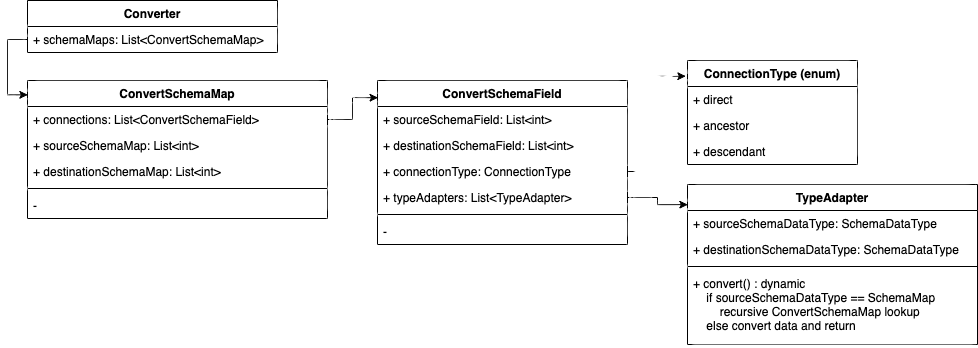 Converter
+ schemaMaps: List<ConvertSchemaMap>
ConvertSchemaMap
+ connections: List<ConvertSchemaField>
+ sourceSchemaMap: List<int>
+ destinationSchemaMap: List<int>
-
ConvertSchemaField
+ sourceSchemaField: List<int>
+ destinationSchemaField: List<int>
+ connectionType: ConnectionType
+ typeAdapters: List<TypeAdapter>
-
ConnectionType (enum)
+ direct
+ ancestor
+ descendant
TypeAdapter
+ sourceSchemaDataType: SchemaDataType
+ destinationSchemaDataType: SchemaDataType
+ convert() : dynamic
if sourceSchemaDataType == SchemaMap
recursive ConvertSchemaMap lookup
else convert data and return